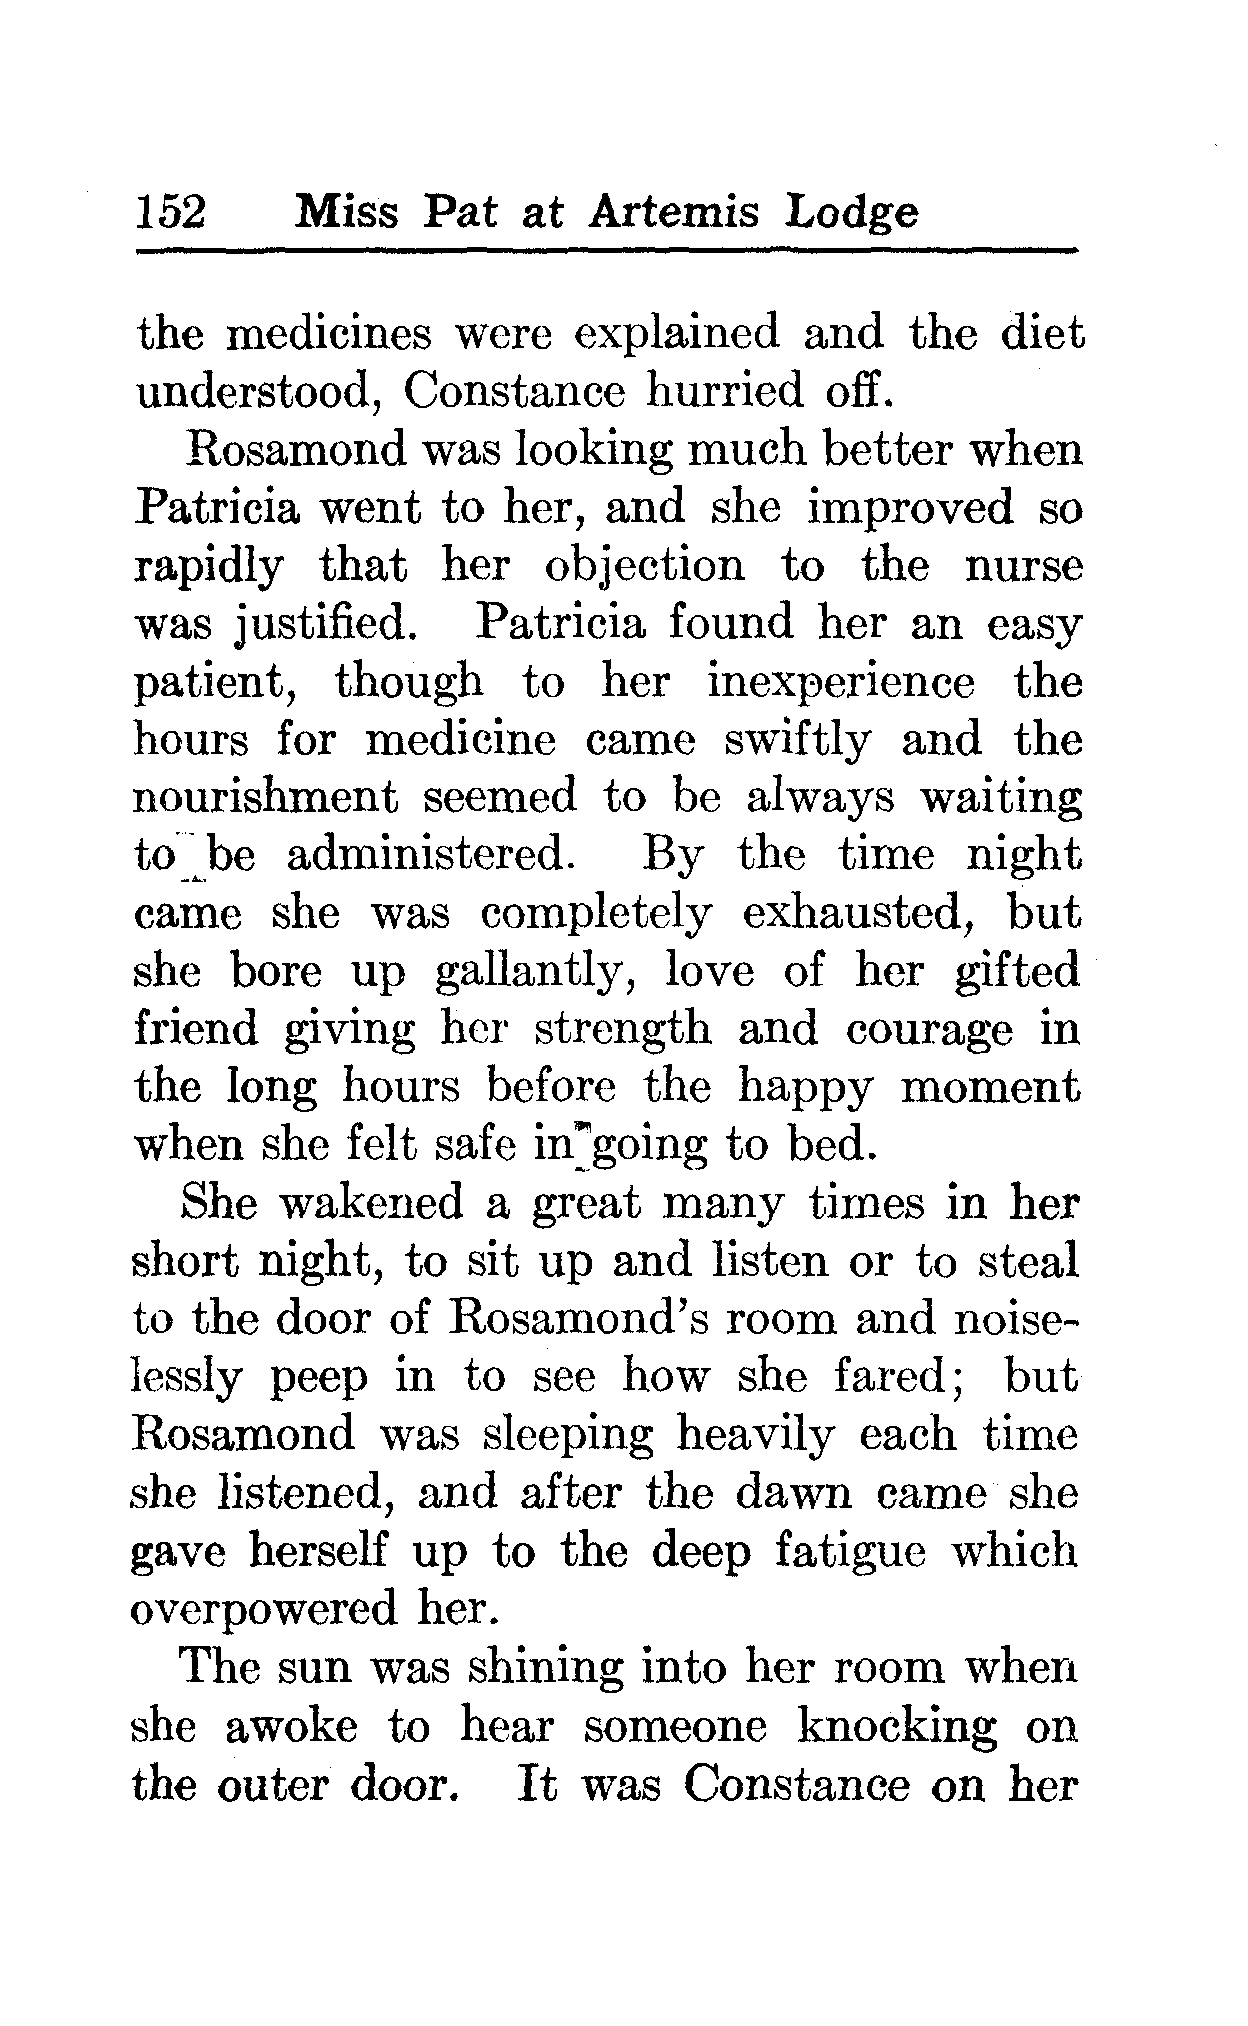 152 Miss Pat at Artemis Lodge
the medicines were explained and the diet
understood, Constance hurried off.
Rosamond was looking much better when
Patricia went to her, and she improved so
rapidly that her objection to the nurse
was justified. Patricia found her an easy
patient, though to her inexperience the
hours for medicine came swiftly and the
nourishment seemed to be always waiting
to be administered. By the time night
came she was completely exhausted, but
she bore up gallantly, love of her gifted
friend giving her strength and courage in
the long hours before the happy moment
when she felt safe in going to bed.
She wakened a great many times in her
short night, to sit up and listen or to steal
to the door of Rosamond's room and noise-
lessly peep in to see how she fared; but
Rosamond was sleeping heavily each time
she listened, and after the dawn came she
gave herself up to the deep fatigue which
overpowered her.
The sun was shining into her room when
she awoke to hear someone knocking on
the outer door. It was Constance on her